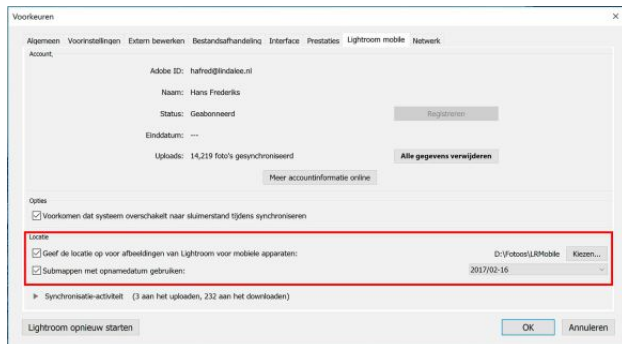 Voorkeuren
Algemeen Voorinstellingen Extern bewerken Bestandsafhandeling Interface Prestaties Lightroom mobile Netwerk
Account,
Adobe ID: hafred@lindalee.nl
Naam: Hans Frederiks
Status: Geabonneerd Registreren
Einddatum: ---
Uploads: 14,219 foto's gesynchroniseerd Alle gegevens verwijderen
Meer accountinformatie online
Opties
Voorkomen dat systeem overschakelt naar sluimerstand tijdens synchroniseren
Locatie
Geef de locatie op voor afbeeldingen van Lightroom voor mobiele apparaten: D:\Fotoos\LRMobile Kiezen...
Submappen met opnamedatum gebruiken: 2017/02-16
Synchronisatie-activiteit (3 aan het uploaden, 232 aan het downloaden)
Lightroom opnieuw starten OK Annuleren